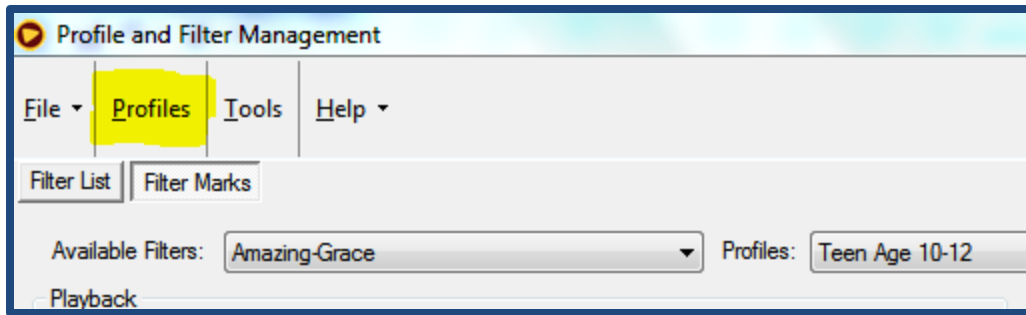 Profile and Filter Management
File Profiles Tools Help
Filter List Filter Marks
Available Filters: Amazing-Grace Profiles: Teen Age 10-12
Playback